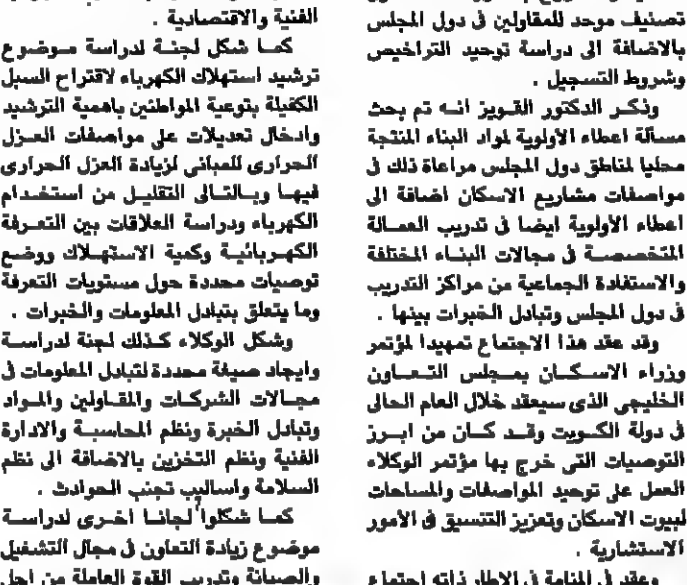 تصنيف موحد للمقاولين في دول المجلس
بالاضافة الى دراسة توحيد التراخيص
وشروط التسجيل .
وذكر الدكتور القويز انه تم بحث
مسألة اعطاء الأولوية لمواد البناء المنتجة
محليا لمناطق دول المجلس مراعاة ذلك في
مواصفات مشاريع الاسكان اضافة الى
اعطاء الأولوية ايضا في تدريب العمالة
المتخصصة في مجالات البناء المختلفة
والاستفادة الجماعية من مراكز التدريب
في دول المجلس وتبادل الخبرات بينها .
وقد عقد هذا الاجتماع تمهيدا لمؤتمر
وزراء الاسكان بمجلس التعاون
الخليجي الذي سيعقد خلال العام الحالي
في دولة الكويت وقد كان من ابرز
التوصيات التي خرج بها مؤتمر الوكلاء
العمل على توحيد المواصفات والمساحات
لبيوت الاسكان وتعزيز التنسيق في الأمور
الاستشارية .
وعقد في المنامة في الاطار ذاته اجتماع
الفنية والاقتصادية .
كما شكل لجنة لدراسة موضوع
ترشيد استهلاك الكهرباء لاقتراح السبل
الكفيلة بتوعية المواطنين باهمية الترشيد
وادخال تعديلات على مواصفات العزل
الحراري للمباني لزيادة العزل الحراري
فيها وبالتالي التقليل من استخدام
الكهرباء ودراسة العلاقات بين التعرفة
الكهربائية وكمية الاستهلاك ووضع
توصيات محددة حول مستويات التعرفة
وما يتعلق بتبادل المعلومات والخبرات .
وشكل الوكلاء كذلك لجنة لدراسة
وايجاد صيغة محددة لتبادل المعلومات في
مجالات الشركات والمقاولين والمواد
وتبادل الخبرة ونظم المحاسبة والادارة
الفنية ونظم التخزين بالاضافة الى نظم
السلامة واساليب تجنب الحوادث .
كما شكلوا لجانا اخرى لدراسة
موضوع زيادة التعاون في مجال التشغيل
والصيانة وتدريب القوة العاملة من اجل